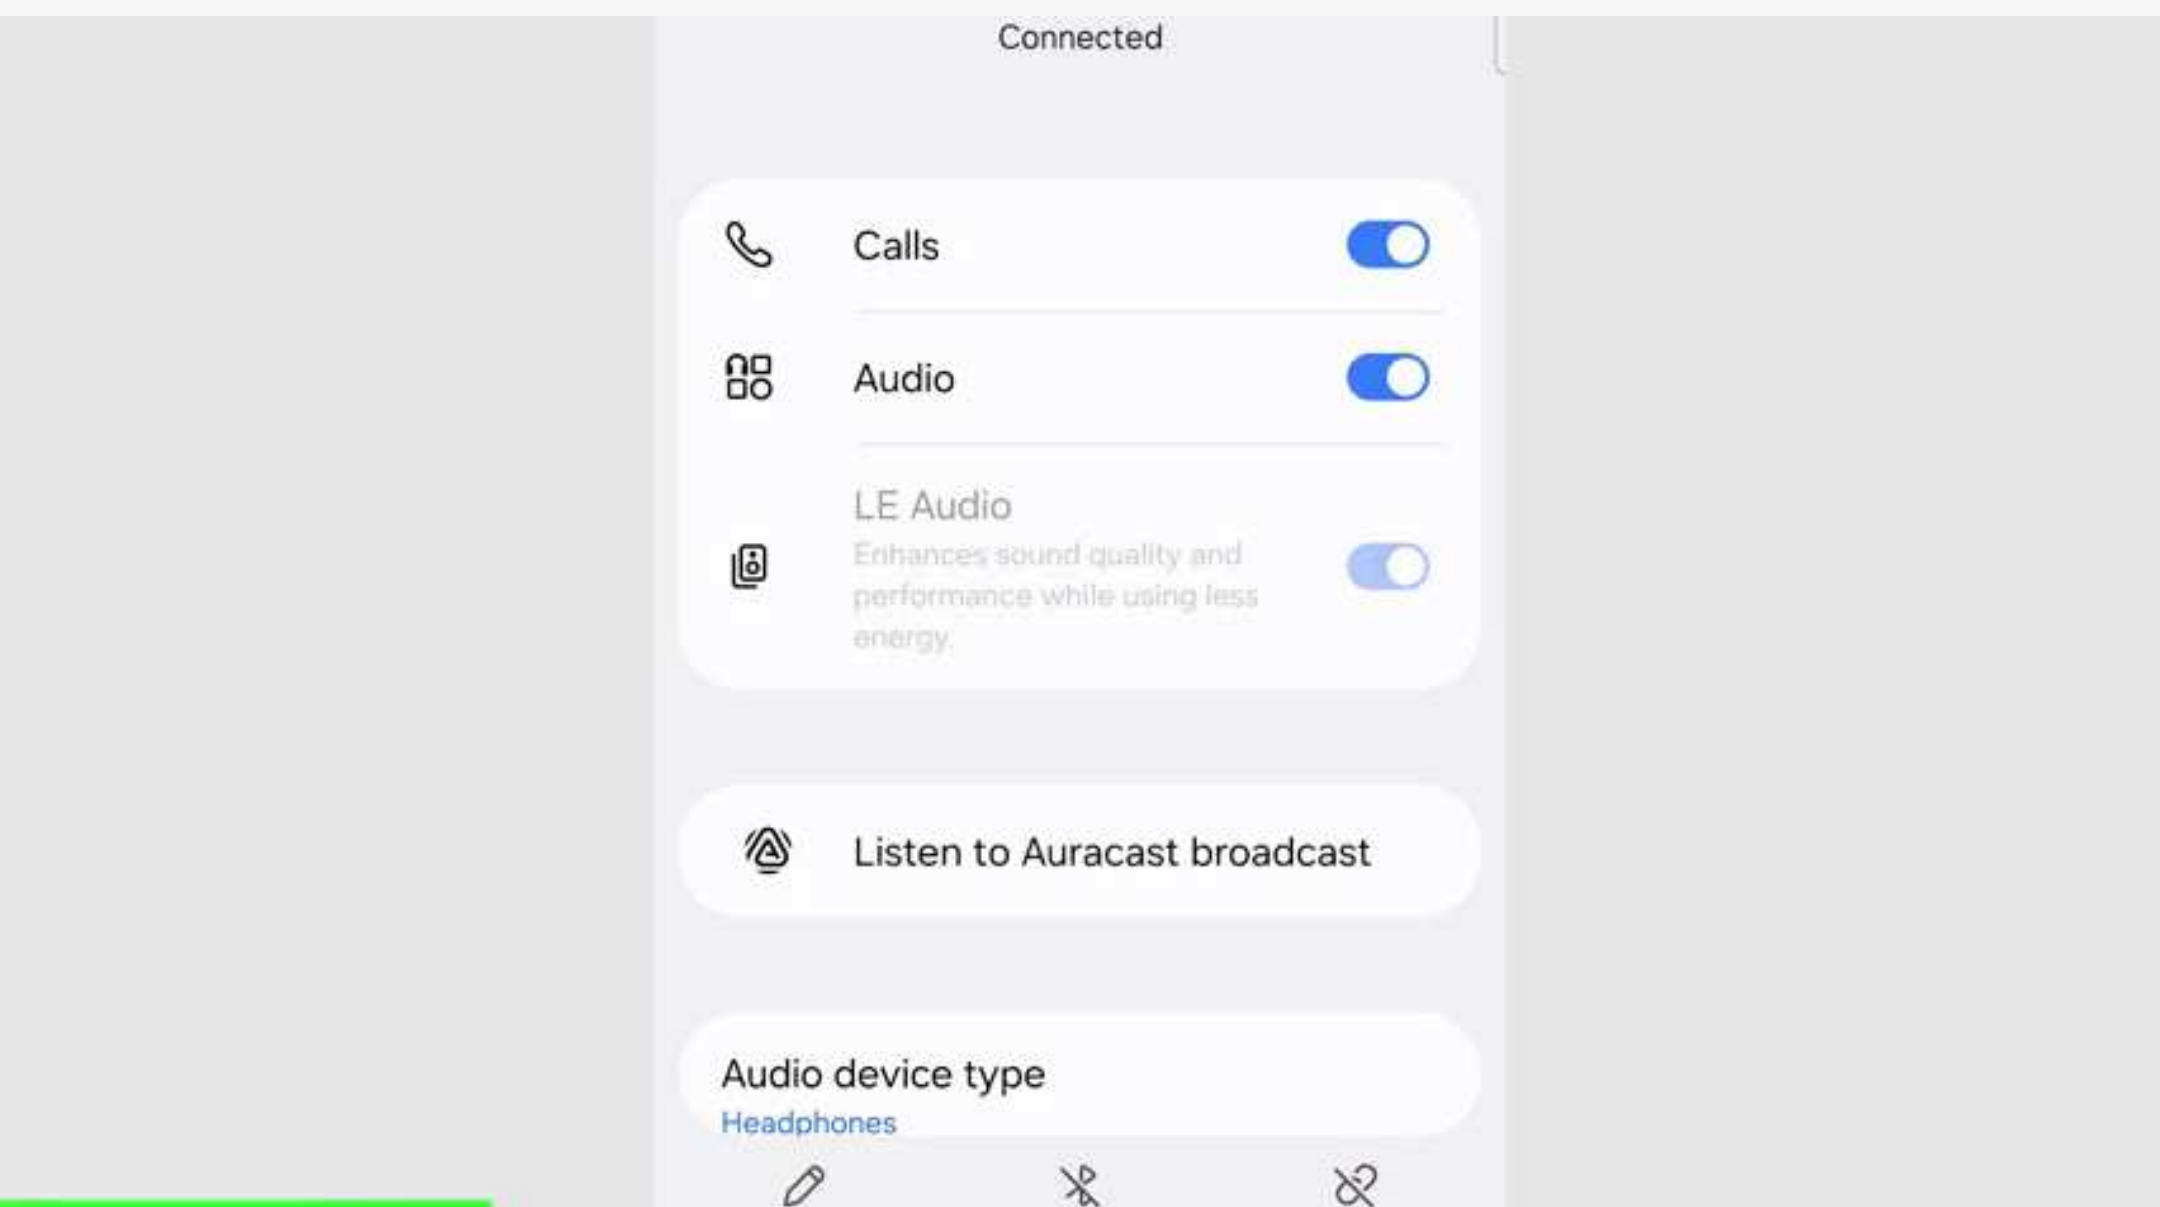 Connected
Calls
Audio
LE Audio
Enhances sound quality and
performance while using less
energy.
Listen to Auracast broadcast
Audio device type
Headphones